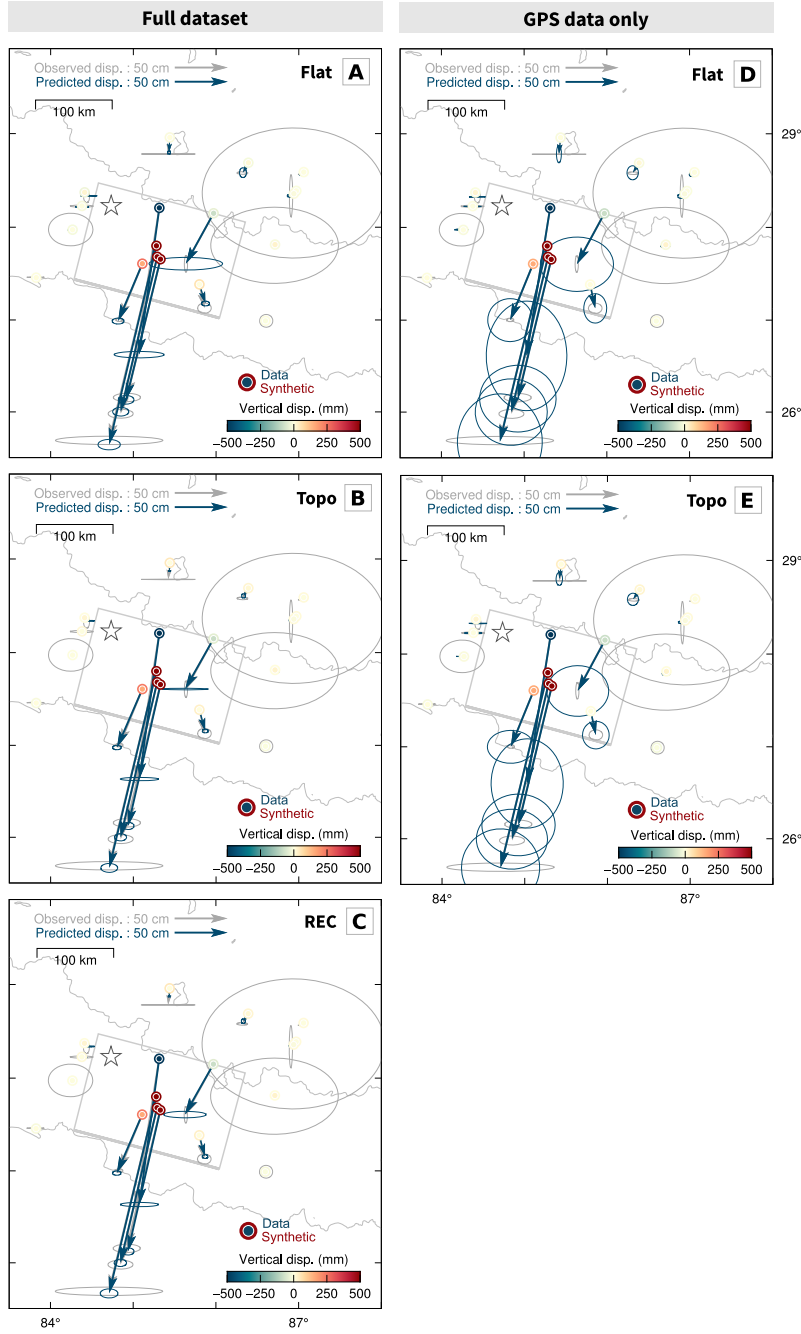 Full dataset
GPS data only
Observed disp. : 50 cm
Predicted disp. : 50 cm
Flat A
100 km
Data
Synthetic
Vertical disp. (mm)
−500 −250 0 250 500
Observed disp. : 50 cm
Predicted disp. : 50 cm
Flat D
100 km
29°
Data
Synthetic
Vertical disp. (mm)
26°
−500 −250 0 250 500
Observed disp. : 50 cm
Predicted disp. : 50 cm
Topo B
100 km
Data
Synthetic
Vertical disp. (mm)
−500 −250 0 250 500
Observed disp. : 50 cm
Predicted disp. : 50 cm
Topo E
100 km
29°
Data
Synthetic
Vertical disp. (mm)
26°
−500 −250 0 250 500
84° 87°
Observed disp. : 50 cm
Predicted disp. : 50 cm
REC C
100 km
Data
Synthetic
Vertical disp. (mm)
−500 −250 0 250 500
84° 87°